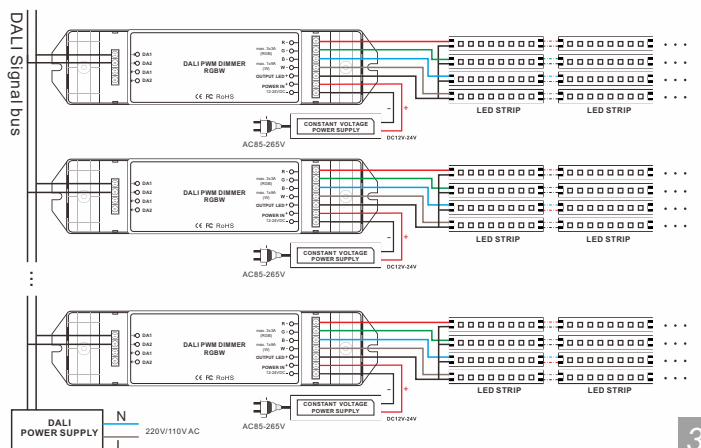 DALI Signal bus
DA1
DA2
DA1
DA2
DALI PWM DIMMER
RGBW
CE FC RoHS
R -
max. 3x3A
G -
(RGB)
B -
max. 1x9A
W -
(W)
OUTPUT LED +
POWER IN +
12-24VDC -
LED STRIP
LED STRIP
− +
CONSTANT VOLTAGE
POWER SUPPLY
AC85-265V
DC12V-24V
DA1
DA2
DA1
DA2
DALI PWM DIMMER
RGBW
CE FC RoHS
R -
max. 3x3A
G -
(RGB)
B -
max. 1x9A
W -
(W)
OUTPUT LED +
POWER IN +
12-24VDC -
LED STRIP
LED STRIP
− +
CONSTANT VOLTAGE
POWER SUPPLY
AC85-265V
DC12V-24V
DA1
DA2
DA1
DA2
DALI PWM DIMMER
RGBW
CE FC RoHS
R -
max. 3x3A
G -
(RGB)
B -
max. 1x9A
W -
(W)
OUTPUT LED +
POWER IN +
12-24VDC -
LED STRIP
LED STRIP
− +
CONSTANT VOLTAGE
POWER SUPPLY
AC85-265V
DC12V-24V
DALI
POWER SUPPLY
N
220V/110V AC
L
3